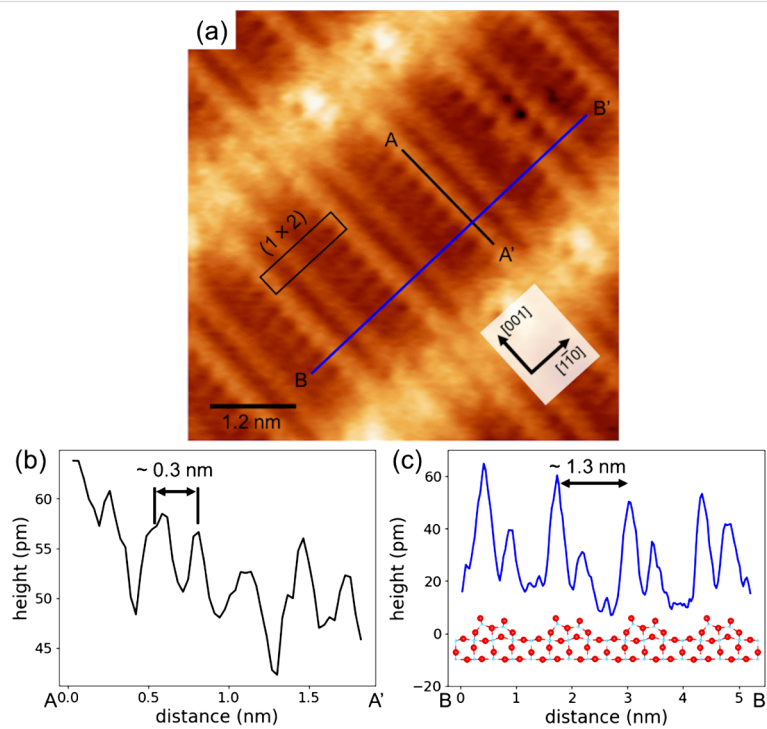 (a)
B'
A
(1×2)
A'
[001]
[11̄0]
B
1.2 nm
(b)
~ 0.3 nm
height (pm)
60
55
50
45
A
0.0
0.5
1.0
1.5
A'
distance (nm)
(c)
~ 1.3 nm
height (pm)
60
40
20
0
−20
B
0
1
2
3
4
5
B
distance (nm)